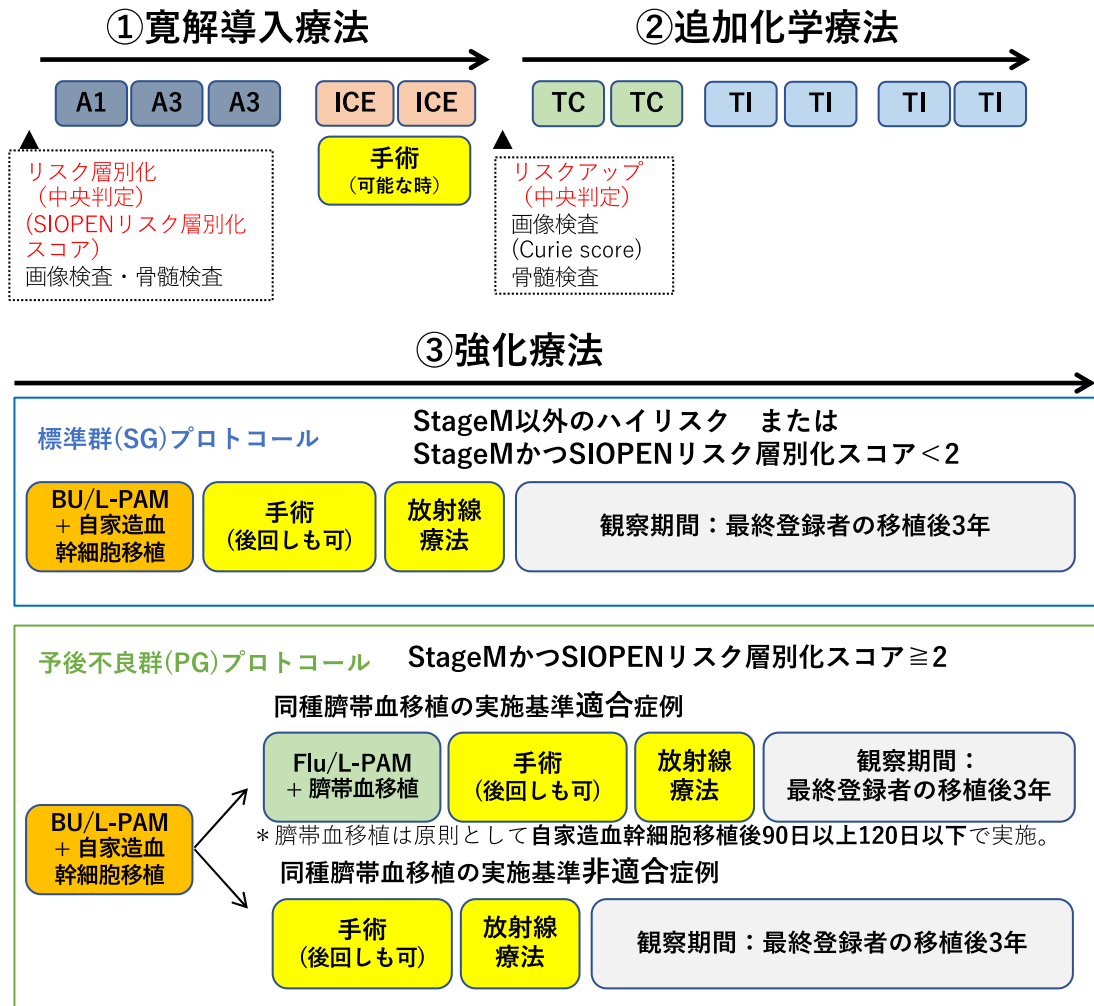 ①寛解導入療法
②追加化学療法
A1 A3 A3 ICE ICE TC TC TI TI TI TI
手術
(可能な時)
リスク層別化
（中央判定）
(SIOPENリスク層別化
スコア）
画像検査・骨髄検査
リスクアップ
（中央判定）
画像検査
(Curie score)
骨髄検査
③強化療法
標準群(SG)プロトコール
StageM以外のハイリスク　または
StageMかつSIOPENリスク層別化スコア＜2
BU/L-PAM
+ 自家造血
幹細胞移植
手術
(後回しも可)
放射線
療法
観察期間：最終登録者の移植後3年
予後不良群(PG)プロトコール
StageMかつSIOPENリスク層別化スコア≧2
同種臍帯血移植の実施基準適合症例
BU/L-PAM
+ 自家造血
幹細胞移植
Flu/L-PAM
+ 臍帯血移植
手術
(後回しも可)
放射線
療法
観察期間：
最終登録者の移植後3年
＊臍帯血移植は原則として自家造血幹細胞移植後90日以上120日以下で実施。
同種臍帯血移植の実施基準非適合症例
手術
(後回しも可)
放射線
療法
観察期間：最終登録者の移植後3年